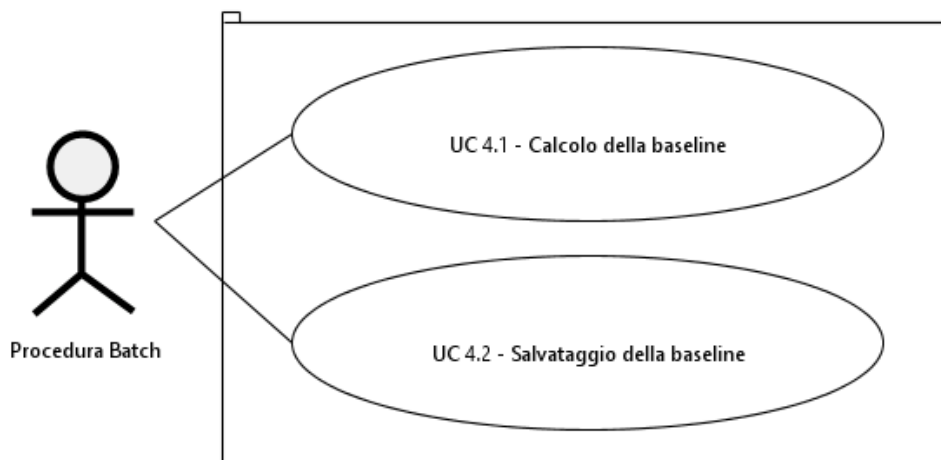 UC 4.1 - Calcolo della baseline
Procedura Batch
UC 4.2 - Salvataggio della baseline